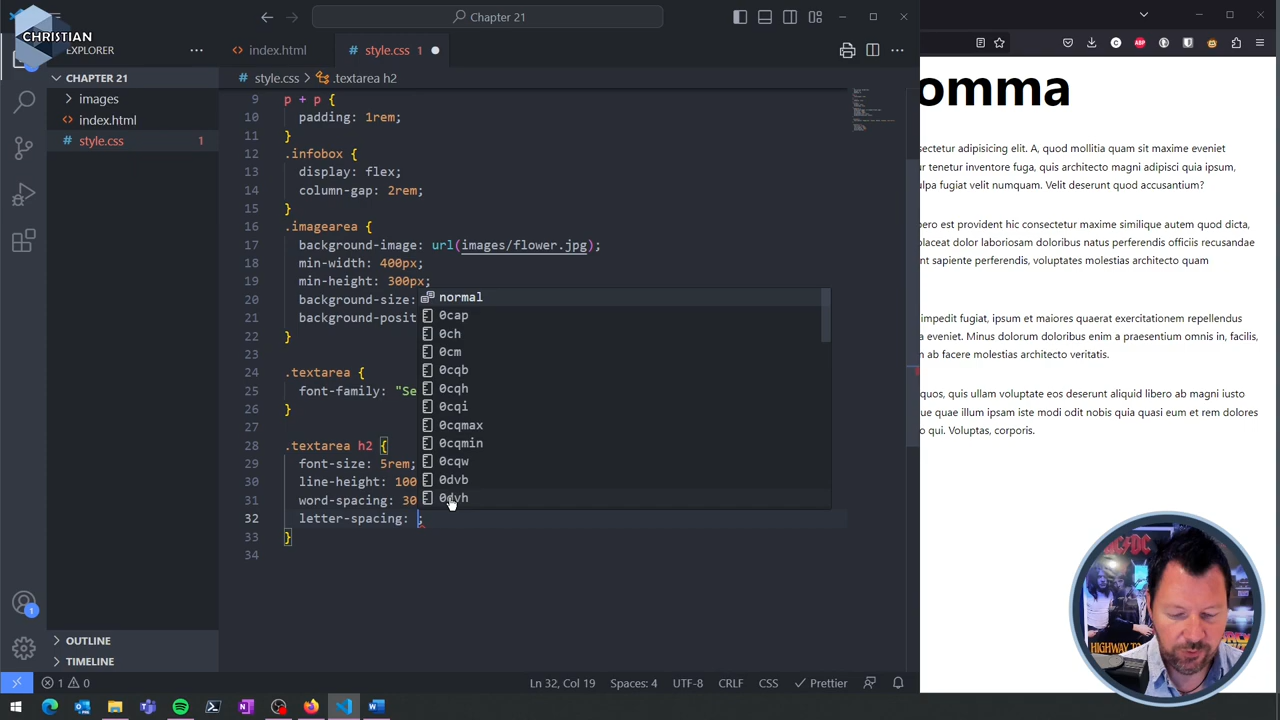 CHRISTIAN
Chapter 21
EXPLORER
index.html
style.css 1
CHAPTER 21
images
index.html
style.css 1
style.css
.textarea h2
9 p + p {
10 padding: 1rem;
11 }
12 .infobox {
13 display: flex;
14 column-gap: 2rem;
15 }
16 .imagearea {
17 background-image: url(images/flower.jpg);
18 min-width: 400px;
19 min-height: 300px;
20 background-size:
21 background-posit
22 }
23
24 .textarea {
25 font-family: "Se
26 }
27
28 .textarea h2 {
29 font-size: 5rem;
30 line-height: 100
31 word-spacing: 30
32 letter-spacing: ;
33 }
34
normal
0cap
0ch
0cm
0cqb
0cqh
0cqi
0cqmax
0cqmin
0cqw
0dvb
0dvh
OUTLINE
TIMELINE
1
1 0
Ln 32, Col 19
Spaces: 4
UTF-8
CRLF
CSS
Prettier
ABP
omma
sectetur adipisicing elit. A, quod mollitia quam sit maxime eveniet
ur tenetur inventore fuga, quis architecto magni adipisci quia ipsum,
ulpa fugiat velit numquam. Velit deserunt quod accusantium?
ero est provident hic consectetur maxime similique autem quod dicta,
placeat dolor laboriosam doloribus natus perferendis officiis recusandae
nt sapiente perferendis, voluptates molestias architecto quam
impedit fugiat, ipsum et maiores quaerat exercitationem repellendus
a eveniet. Minus dolorum doloribus enim a praesentium omnis in, facilis,
m ab facere molestias architecto veritatis.
quos, quis ullam voluptate eos deserunt aliquid libero ab magni iusto
que quae illum ipsam iste modi odit nobis quia quasi eum et rem dolores
o qui. Voluptas, corporis.
AC DC
HIGHWAY TO